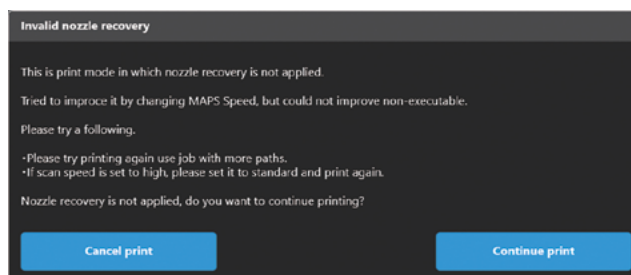 Invalid nozzle recovery
This is print mode in which nozzle recovery is not applied.
Tried to improce it by changing MAPS Speed, but could not improve non-executable.
Please try a following.
・Please try printing again use job with more paths.
・If scan speed is set to high, please set it to standard and print again.
Nozzle recovery is not applied, do you want to continue printing?
Cancel print
Continue print